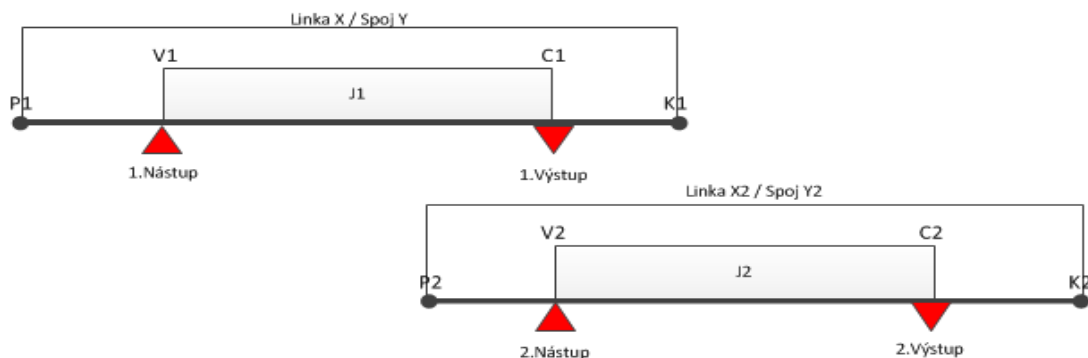 Linka X / Spoj Y
V1 C1
J1
P1 K1
1.Nástup 1.Výstup
Linka X2 / Spoj Y2
V2 C2
J2
P2 K2
2.Nástup 2.Výstup